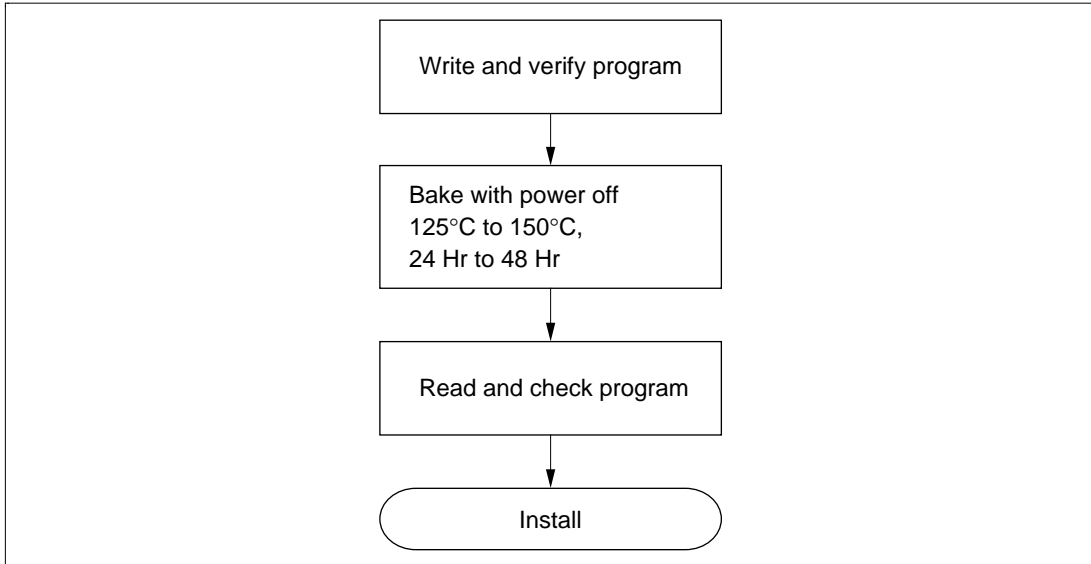 Write and verify program
Bake with power off
125°C to 150°C,
24 Hr to 48 Hr
Read and check program
Install